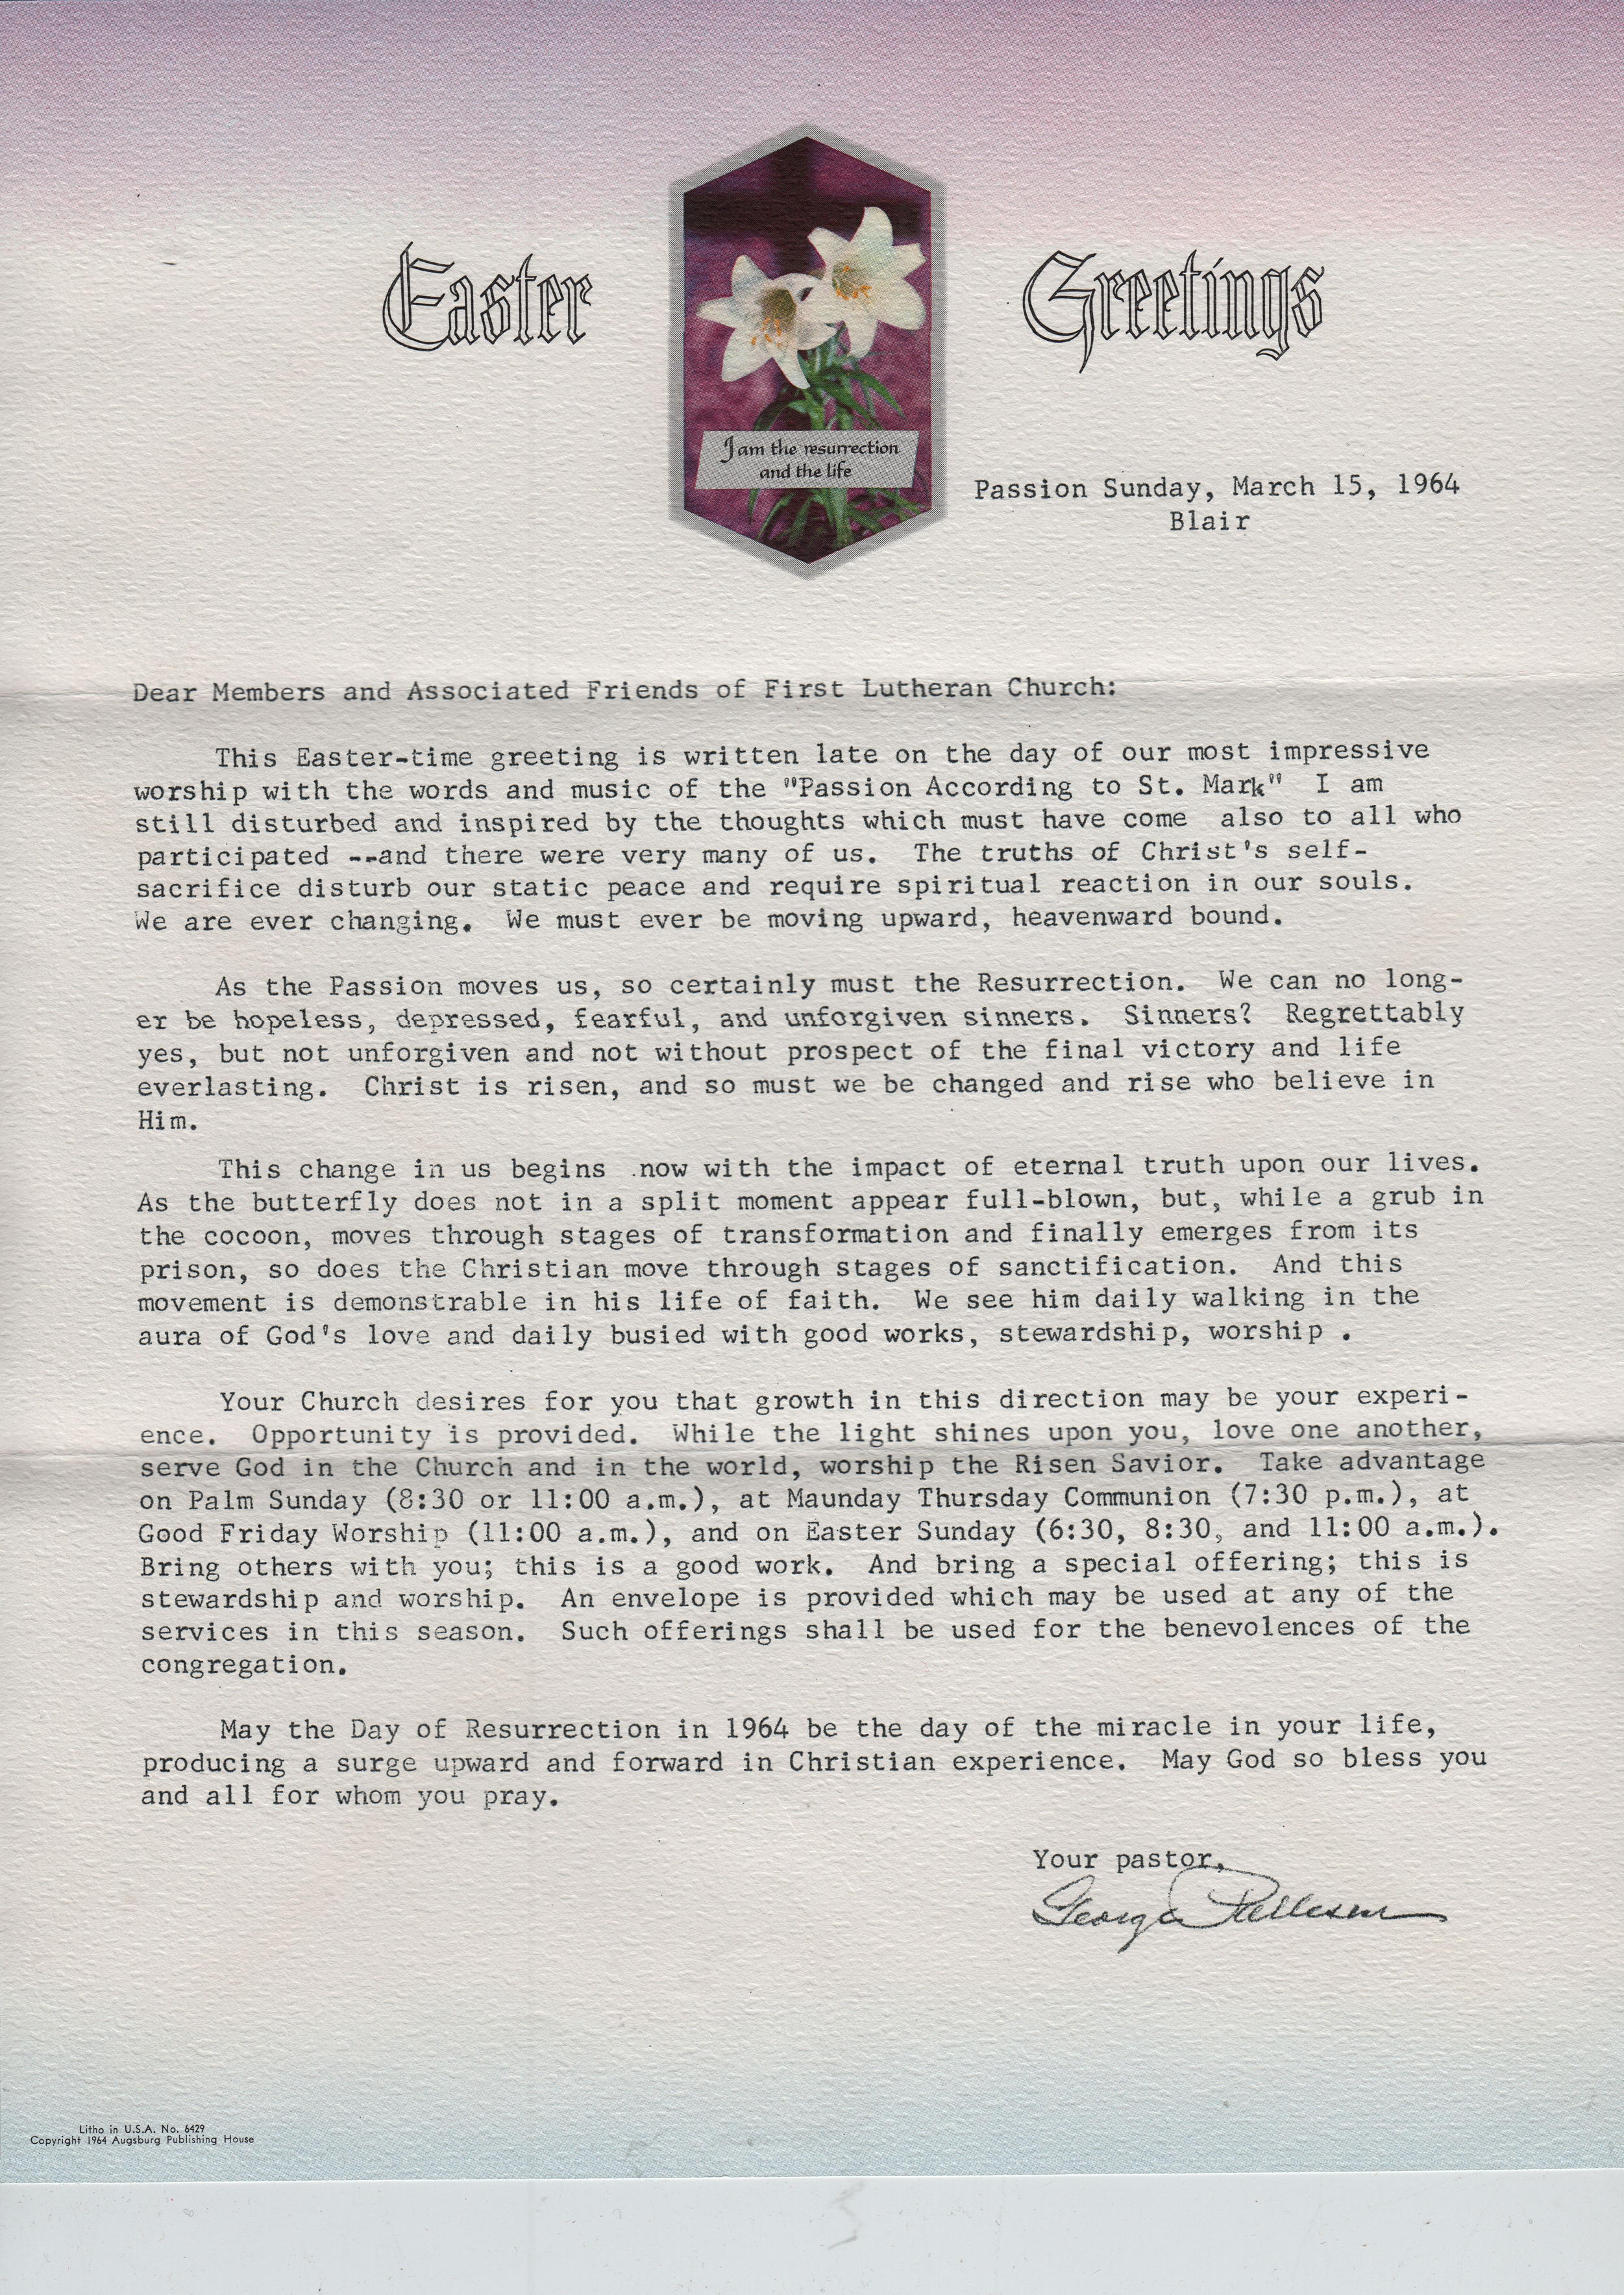 Easter Greetings
I am the resurrection
and the life
Passion Sunday, March 15, 1964
Blair
Dear Members and Associated Friends of First Lutheran Church:
This Easter-time greeting is written late on the day of our most impressive
worship with the words and music of the "Passion According to St. Mark" I am
still disturbed and inspired by the thoughts which must have come also to all who
participated --and there were very many of us. The truths of Christ's self-
sacrifice disturb our static peace and require spiritual reaction in our souls.
We are ever changing. We must ever be moving upward, heavenward bound.
As the Passion moves us, so certainly must the Resurrection. We can no long-
er be hopeless, depressed, fearful, and unforgiven sinners. Sinners? Regrettably
yes, but not unforgiven and not without prospect of the final victory and life
everlasting. Christ is risen, and so must we be changed and rise who believe in
Him.
This change in us begins .now with the impact of eternal truth upon our lives.
As the butterfly does not in a split moment appear full-blown, but, while a grub in
the cocoon, moves through stages of transformation and finally emerges from its
prison, so does the Christian move through stages of sanctification. And this
movement is demonstrable in his life of faith. We see him daily walking in the
aura of God's love and daily busied with good works, stewardship, worship .
Your Church desires for you that growth in this direction may be your experi-
ence. Opportunity is provided. While the light shines upon you, love one another,
serve God in the Church and in the world, worship the Risen Savior. Take advantage
on Palm Sunday (8:30 or 11:00 a.m.), at Maunday Thursday Communion (7:30 p.m.), at
Good Friday Worship (11:00 a.m.), and on Easter Sunday (6:30, 8:30, and 11:00 a.m.).
Bring others with you; this is a good work. And bring a special offering; this is
stewardship and worship. An envelope is provided which may be used at any of the
services in this season. Such offerings shall be used for the benevolences of the
congregation.
May the Day of Resurrection in 1964 be the day of the miracle in your life,
producing a surge upward and forward in Christian experience. May God so bless you
and all for whom you pray.
Your pastor,
George Pellesen
Litho in U.S.A. No. 6429
Copyright 1964 Augsburg Publishing House